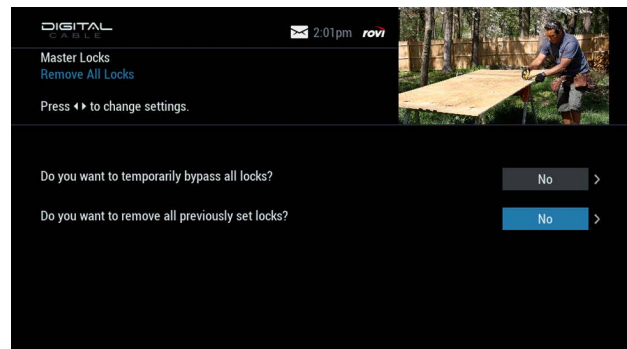 DIGITAL
CABLE
2:01pm rovi
Master Locks
Remove All Locks
Press ◂ ▸ to change settings.
Do you want to temporarily bypass all locks? No >
Do you want to remove all previously set locks? No >